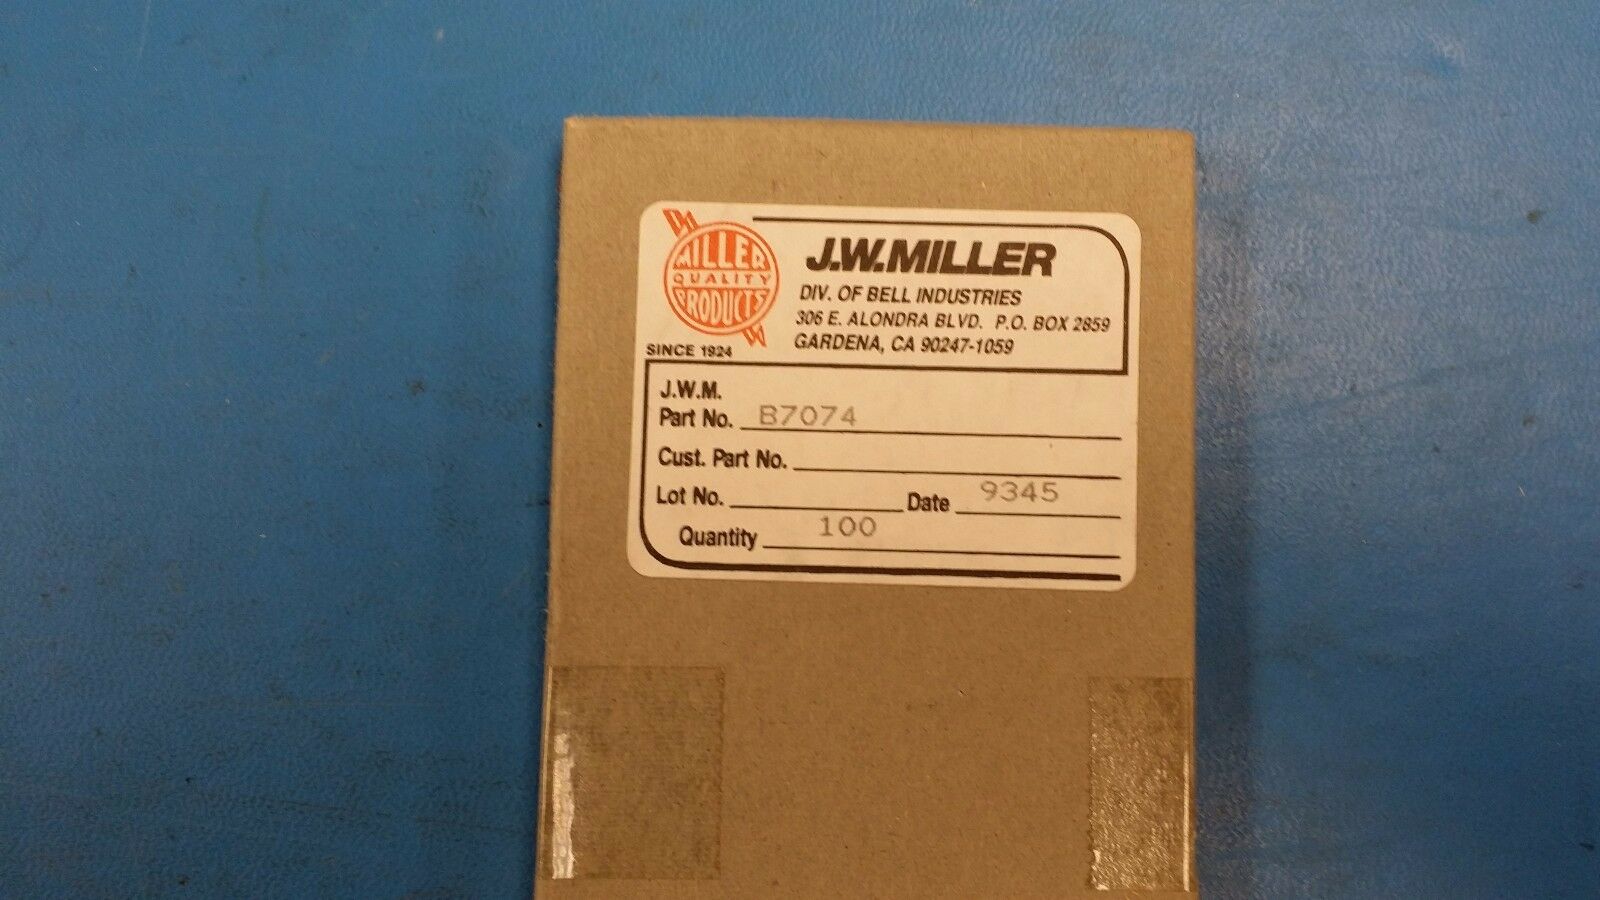 MILLER
QUALITY
PRODUCTS
SINCE 1924
J.W.MILLER
DIV. OF BELL INDUSTRIES
306 E. ALONDRA BLVD. P.O. BOX 2859
GARDENA, CA 90247-1059
J.W.M.
Part No. B7074
Cust. Part No.
Lot No. Date 9345
Quantity 100